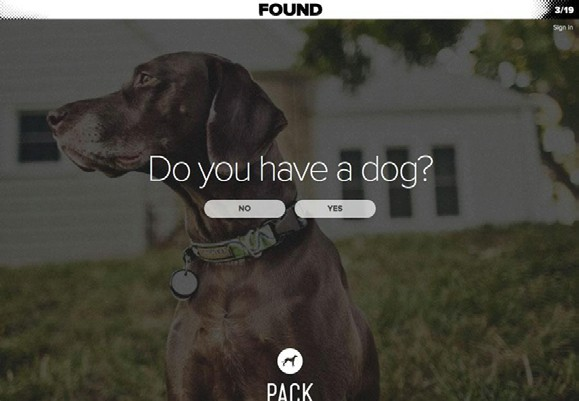 FOUND
3/19
Sign In
Do you have a dog?
NO
YES
PACK